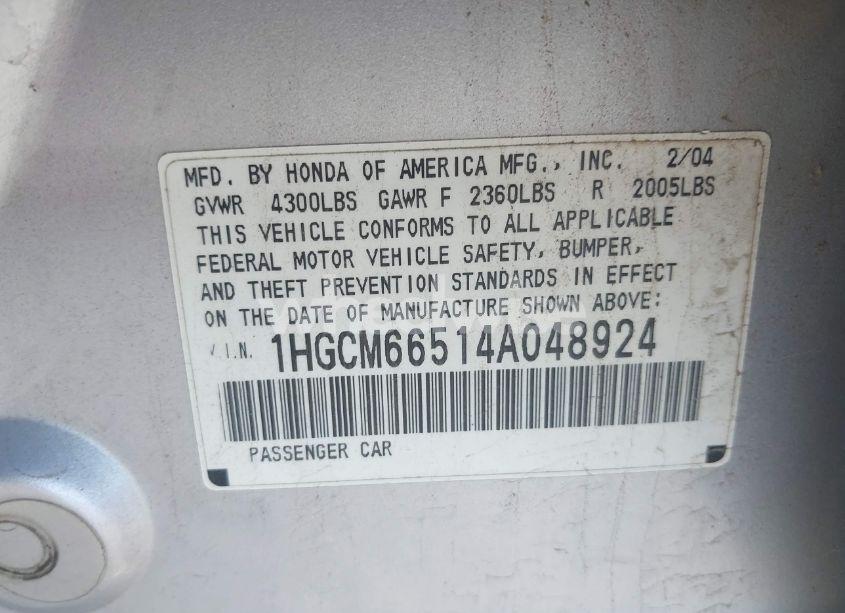 MFD. BY HONDA OF AMERICA MFG., INC. 2/04
GVWR 4300LBS GAWR F 2360LBS R 2005LBS
THIS VEHICLE CONFORMS TO ALL APPLICABLE
FEDERAL MOTOR VEHICLE SAFETY, BUMPER,
AND THEFT PREVENTION STANDARDS IN EFFECT
ON THE DATE OF MANUFACTURE SHOWN ABOVE:
V.I.N. 1HGCM66514A048924
PASSENGER CAR